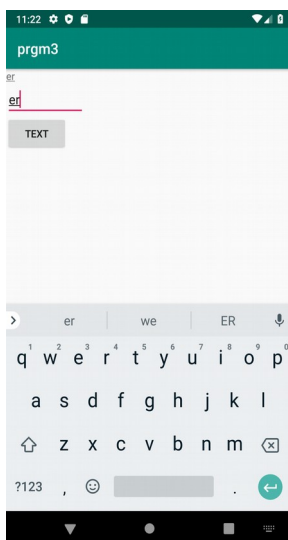 11:22
prgm3
er
er
TEXT
er we ER
1 2 3 4 5 6 7 8 9 0
q w e r t y u i o p
a s d f g h j k l
z x c v b n m
?123 , .